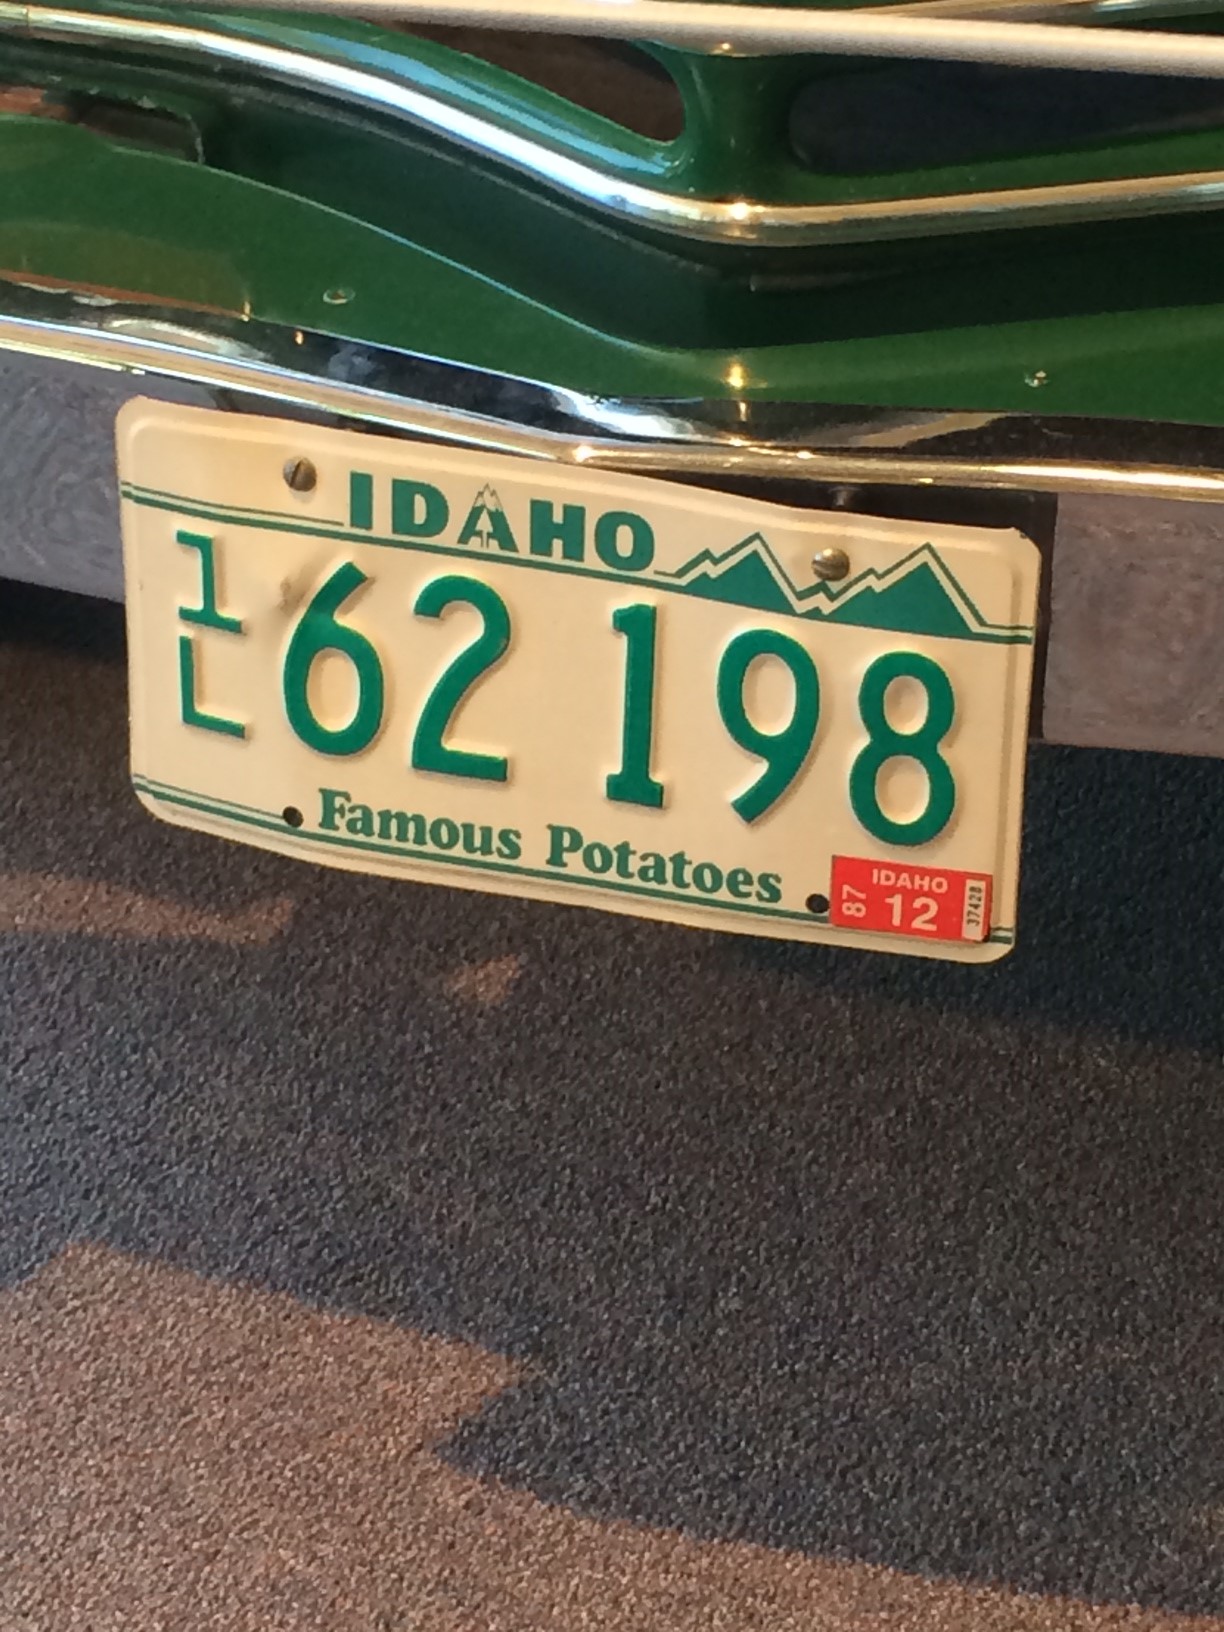 IDAHO
1L 62 198
Famous Potatoes
87 IDAHO 12 37428